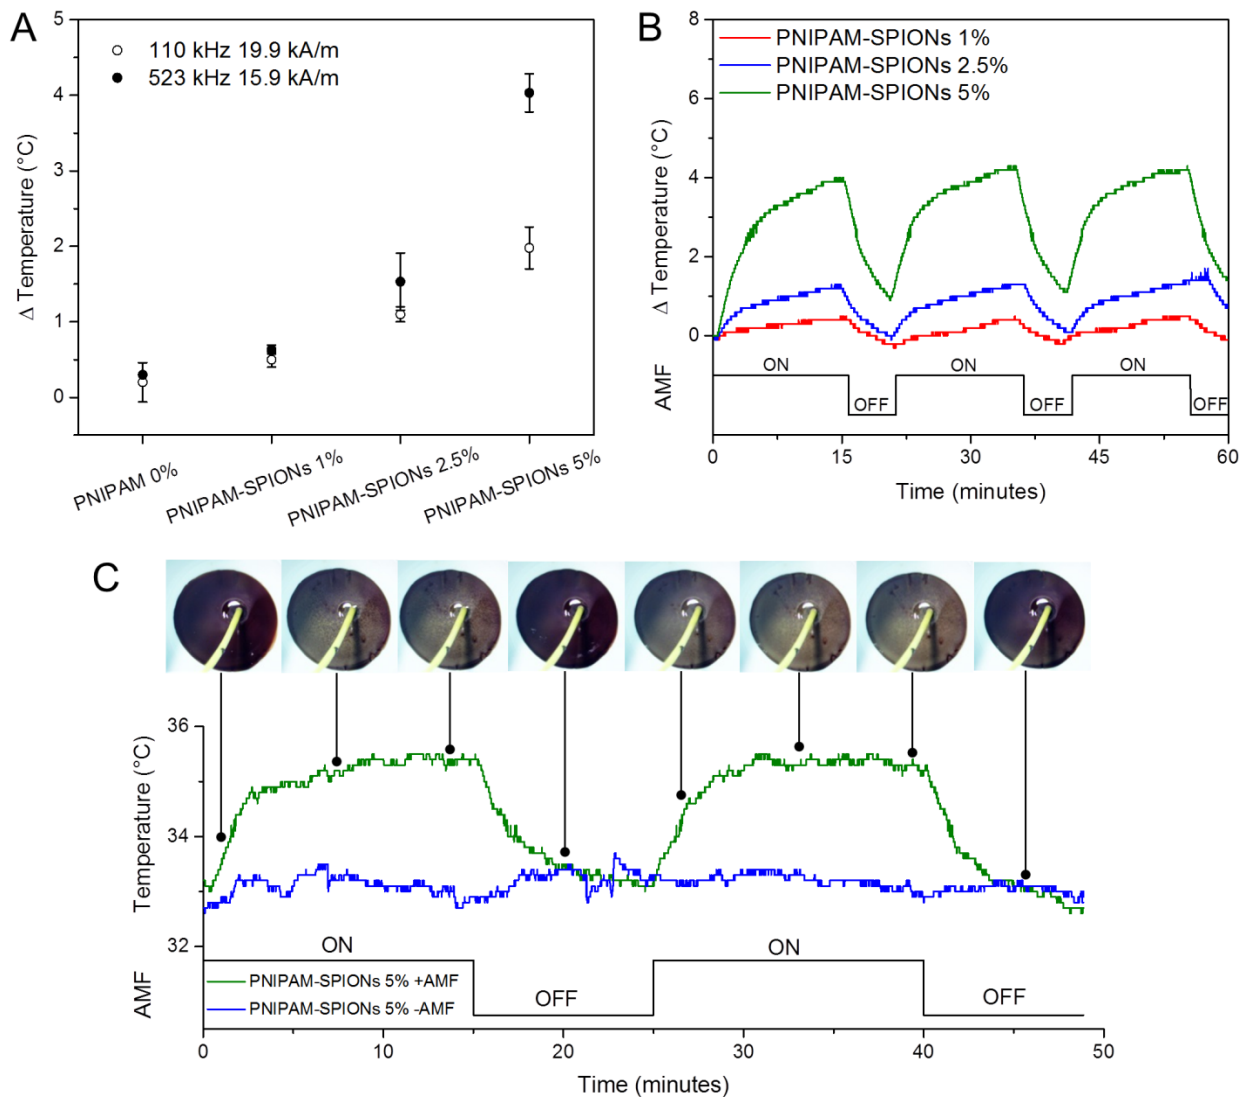 A
5
4
3
2
1
0
Δ Temperature (°C)
110 kHz 19.9 kA/m
523 kHz 15.9 kA/m
PNIPAM 0%
PNIPAM-SPIONs 1%
PNIPAM-SPIONs 2.5%
PNIPAM-SPIONs 5%
B
8
6
4
2
0
Δ Temperature (°C)
PNIPAM-SPIONs 1%
PNIPAM-SPIONs 2.5%
PNIPAM-SPIONs 5%
AMF
ON
OFF
ON
OFF
ON
OFF
0
15
30
45
60
Time (minutes)
C
36
34
32
Temperature (°C)
AMF
ON
OFF
ON
OFF
PNIPAM-SPIONs 5% +AMF
PNIPAM-SPIONs 5% -AMF
0
10
20
30
40
50
Time (minutes)